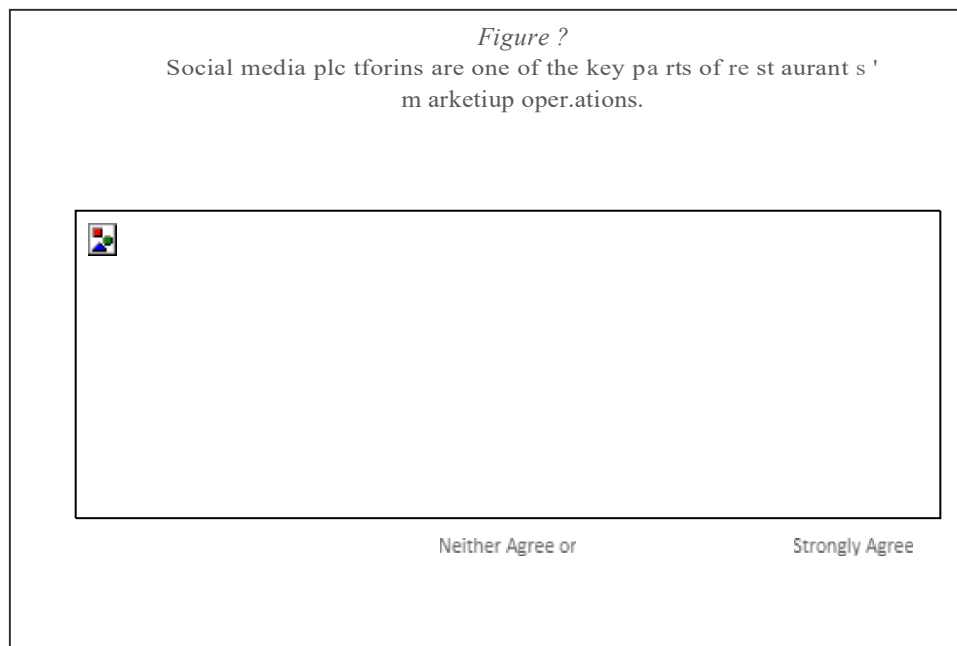 Figure ?
Social media plc tforins are one of the key pa rts of re st aurant s '
m arketiup oper.ations.
Neither Agree or
Strongly Agree